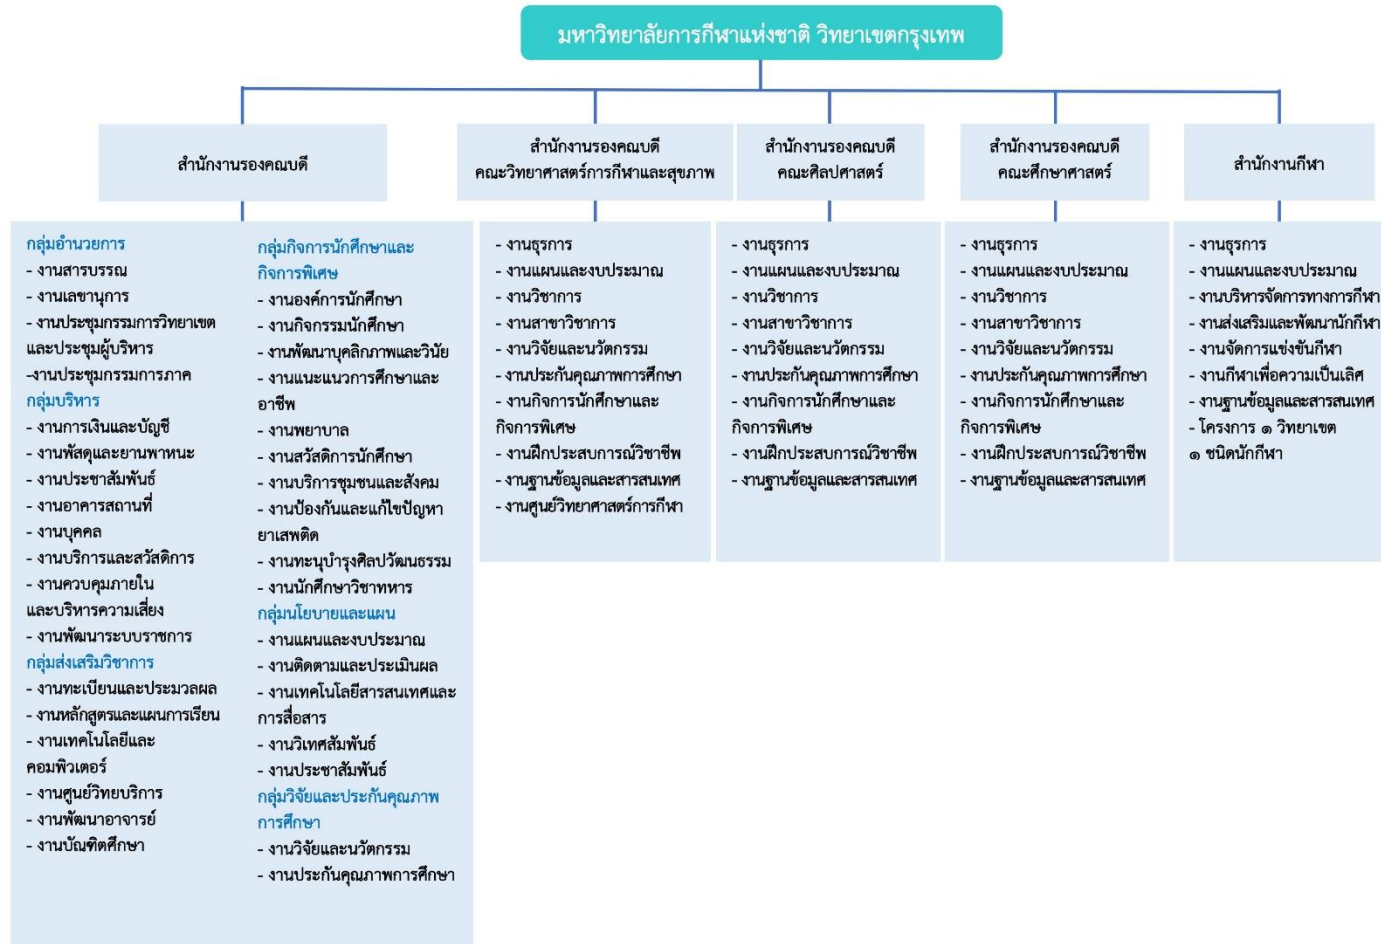 มหาวิทยาลัยการกีฬาแห่งชาติ วิทยาเขตกรุงเทพ
สำนักงานรองคณบดี
สำนักงานรองคณบดี
คณะวิทยาศาสตร์การกีฬาและสุขภาพ
สำนักงานรองคณบดี
คณะศิลปศาสตร์
สำนักงานรองคณบดี
คณะศึกษาศาสตร์
สำนักงานกีฬา
กลุ่มอำนวยการ
- งานสารบรรณ
- งานเลขานุการ
- งานประชุมกรรมการวิทยาเขต
และประชุมผู้บริหาร
-งานประชุมกรรมการภาค
กลุ่มบริหาร
- งานการเงินและบัญชี
- งานพัสดุและยานพาหนะ
- งานประชาสัมพันธ์
- งานอาคารสถานที่
- งานบุคคล
- งานบริการและสวัสดิการ
- งานควบคุมภายใน
และบริหารความเสี่ยง
- งานพัฒนาระบบราชการ
กลุ่มส่งเสริมวิชาการ
- งานทะเบียนและประมวลผล
- งานหลักสูตรและแผนการเรียน
- งานเทคโนโลยีและ
คอมพิวเตอร์
- งานศูนย์วิทยบริการ
- งานพัฒนาอาจารย์
- งานบัณฑิตศึกษา
กลุ่มกิจการนักศึกษาและ
กิจการพิเศษ
- งานองค์การนักศึกษา
- งานกิจกรรมนักศึกษา
- งานพัฒนาบุคลิกภาพและวินัย
- งานแนะแนวการศึกษาและ
อาชีพ
- งานพยาบาล
- งานสวัสดิการนักศึกษา
- งานบริการชุมชนและสังคม
- งานป้องกันและแก้ไขปัญหา
ยาเสพติด
- งานทะนุบำรุงศิลปวัฒนธรรม
- งานนักศึกษาวิชาทหาร
กลุ่มนโยบายและแผน
- งานแผนและงบประมาณ
- งานติดตามและประเมินผล
- งานเทคโนโลยีสารสนเทศและ
การสื่อสาร
- งานวิเทศสัมพันธ์
- งานประชาสัมพันธ์
กลุ่มวิจัยและประกันคุณภาพ
การศึกษา
- งานวิจัยและนวัตกรรม
- งานประกันคุณภาพการศึกษา
- งานธุรการ
- งานแผนและงบประมาณ
- งานวิชาการ
- งานสาขาวิชาการ
- งานวิจัยและนวัตกรรม
- งานประกันคุณภาพการศึกษา
- งานกิจการนักศึกษาและ
กิจการพิเศษ
- งานฝึกประสบการณ์วิชาชีพ
- งานฐานข้อมูลและสารสนเทศ
- งานศูนย์วิทยาศาสตร์การกีฬา
- งานธุรการ
- งานแผนและงบประมาณ
- งานวิชาการ
- งานสาขาวิชาการ
- งานวิจัยและนวัตกรรม
- งานประกันคุณภาพการศึกษา
- งานกิจการนักศึกษาและ
กิจการพิเศษ
- งานฝึกประสบการณ์วิชาชีพ
- งานฐานข้อมูลและสารสนเทศ
- งานธุรการ
- งานแผนและงบประมาณ
- งานวิชาการ
- งานสาขาวิชาการ
- งานวิจัยและนวัตกรรม
- งานประกันคุณภาพการศึกษา
- งานกิจการนักศึกษาและ
กิจการพิเศษ
- งานฝึกประสบการณ์วิชาชีพ
- งานฐานข้อมูลและสารสนเทศ
- งานธุรการ
- งานแผนและงบประมาณ
- งานบริหารจัดการทางการกีฬา
- งานส่งเสริมและพัฒนานักกีฬา
- งานจัดการแข่งขันกีฬา
- งานกีฬาเพื่อความเป็นเลิศ
- งานฐานข้อมูลและสารสนเทศ
- โครงการ ๑ วิทยาเขต
๑ ชนิดนักกีฬา